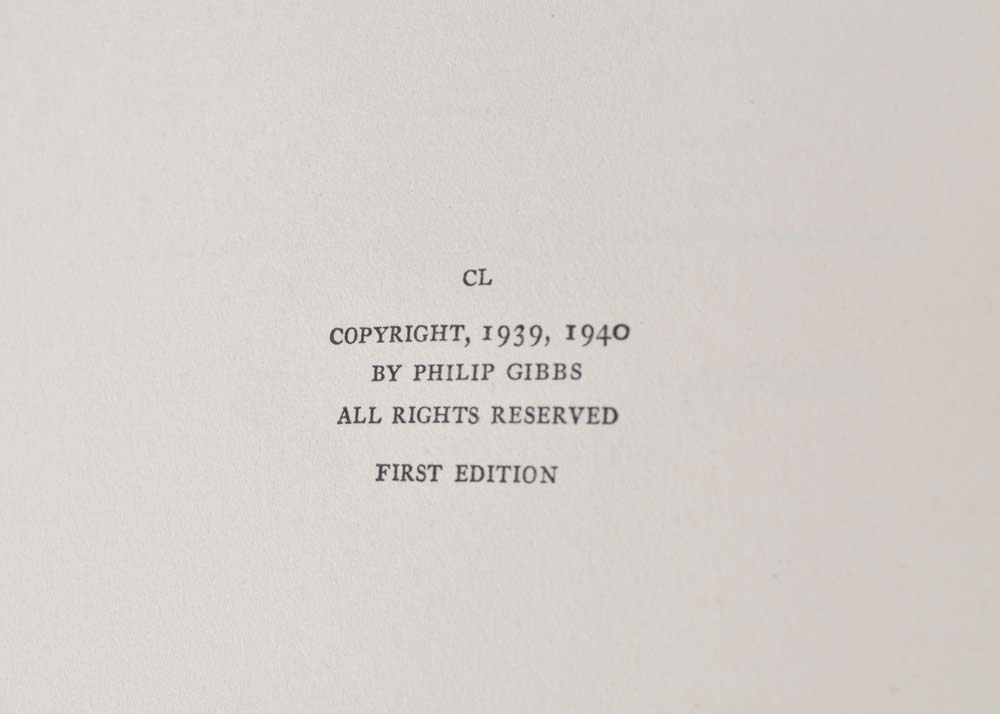 CL
COPYRIGHT, 1939, 1940
BY PHILIP GIBBS
ALL RIGHTS RESERVED
FIRST EDITION